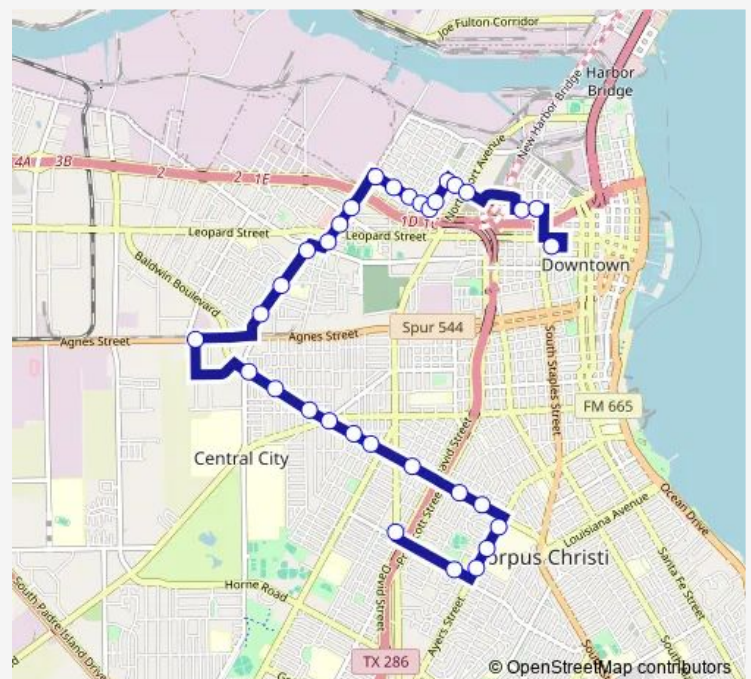 Joe Fulton Corridor
Harbor
Bridge
New Harbor Bridge
4A 3B
2
2 1E
Port Avenue
1D
Leopard Street
Leopard Street
Baldwin Boulevard
Downtown
Agnes Street
Agnes Street
Spur 544
South Staples Street
FM 665
Central City
Ocean Drive
Louisiana Avenue
orpus Christi
Santa Fe Street
Horne Road
David Street
Ayers Street
South Padre Island Drive
TX 286
© OpenStreetMap contributors